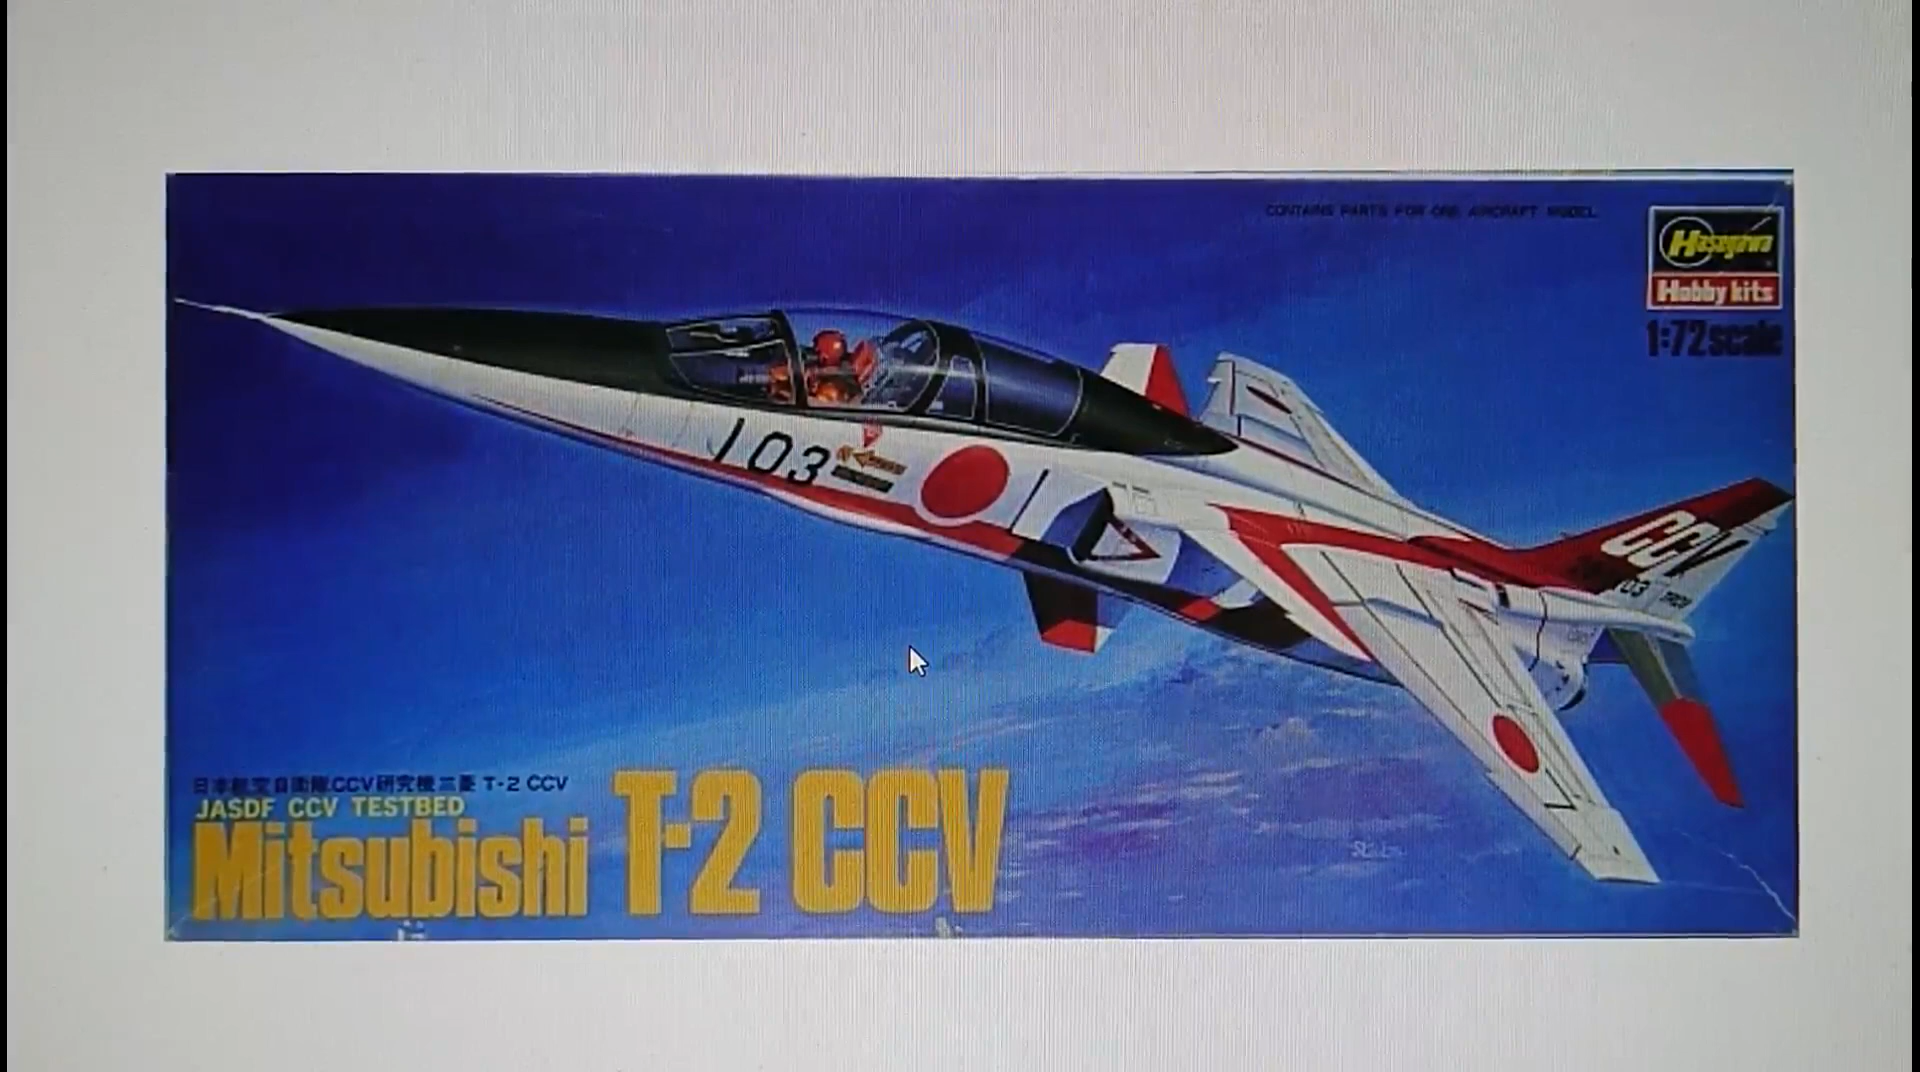 CONTAINS PARTS FOR ONE AIRCRAFT MODEL
Hasegawa
Hobby kits
1:72 scale
103
CCV
103
日本航空自衛隊CCV研究機三菱 T-2 CCV
JASDF CCV TESTBED
Mitsubishi T-2 CCV